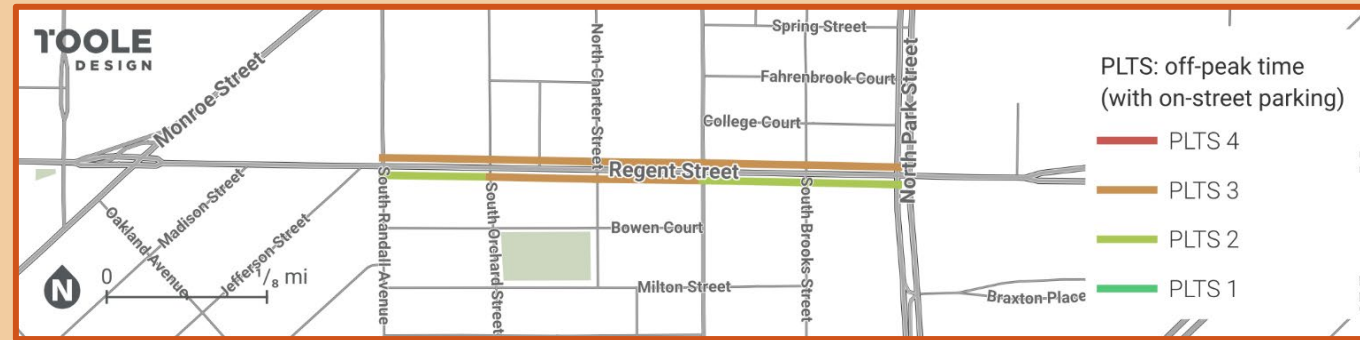 TOOLE
DESIGN
Monroe Street
North Charter Street
Spring Street
Fahrenbrook Court
College Court
North Park Street
Regent Street
South Randall Avenue
South Orchard Street
South Brooks Street
Oakland Avenue
Madison Street
Jefferson Street
Bowen Court
Milton Street
Braxton Place
N
0
1/8 mi
PLTS: off-peak time
(with on-street parking)
PLTS 4
PLTS 3
PLTS 2
PLTS 1